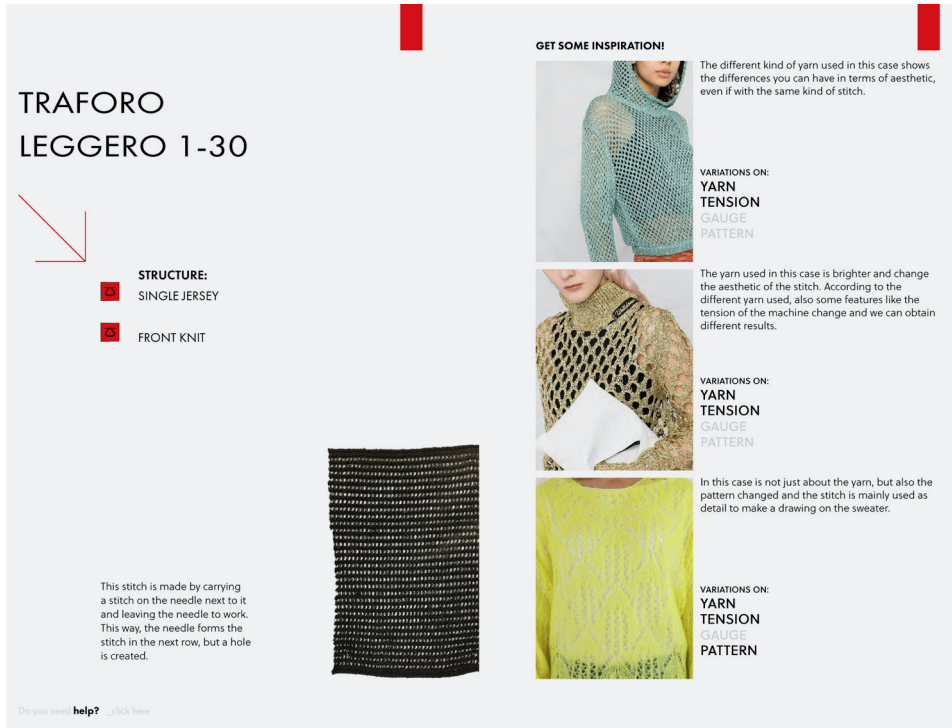 TRAFORO
LEGGERO 1-30
STRUCTURE:
SINGLE JERSEY
FRONT KNIT
This stitch is made by carrying
a stitch on the needle next to it
and leaving the needle to work.
This way, the needle forms the
stitch in the next row, but a hole
is created.
Do you need help? _click here
GET SOME INSPIRATION!
The different kind of yarn used in this case shows
the differences you can have in terms of aesthetic,
even if with the same kind of stitch.
VARIATIONS ON:
YARN
TENSION
GAUGE
PATTERN
The yarn used in this case is brighter and change
the aesthetic of the stitch. According to the
different yarn used, also some features like the
tension of the machine change and we can obtain
different results.
VARIATIONS ON:
YARN
TENSION
GAUGE
PATTERN
In this case is not just about the yarn, but also the
pattern changed and the stitch is mainly used as
detail to make a drawing on the sweater.
VARIATIONS ON:
YARN
TENSION
GAUGE
PATTERN